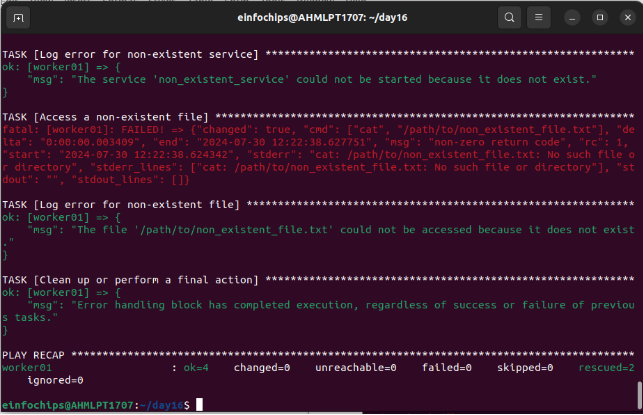 einfochips@AHMLPT1707: ~/day16
TASK [Log error for non-existent service] ********************************************************
ok: [worker01] => {
    "msg": "The service 'non_existent_service' could not be started because it does not exist."
}
TASK [Access a non-existent file] ****************************************************************
fatal: [worker01]: FAILED! => {"changed": true, "cmd": ["cat", "/path/to/non_existent_file.txt"], "de
lta": "0:00:00.003409", "end": "2024-07-30 12:22:38.627751", "msg": "non-zero return code", "rc": 1,
"start": "2024-07-30 12:22:38.624342", "stderr": "cat: /path/to/non_existent_file.txt: No such file o
r directory", "stderr_lines": ["cat: /path/to/non_existent_file.txt: No such file or directory"], "st
dout": "", "stdout_lines": []}
TASK [Log error for non-existent file] ***********************************************************
ok: [worker01] => {
    "msg": "The file '/path/to/non_existent_file.txt' could not be accessed because it does not exist
."
}
TASK [Clean up or perform a final action] *********************************************************
ok: [worker01] => {
    "msg": "Error handling block has completed execution, regardless of success or failure of previou
s tasks."
}
PLAY RECAP ***************************************************************************************
worker01                   : ok=4    changed=0    unreachable=0    failed=0    skipped=0    rescued=2
    ignored=0
einfochips@AHMLPT1707:~/day16$